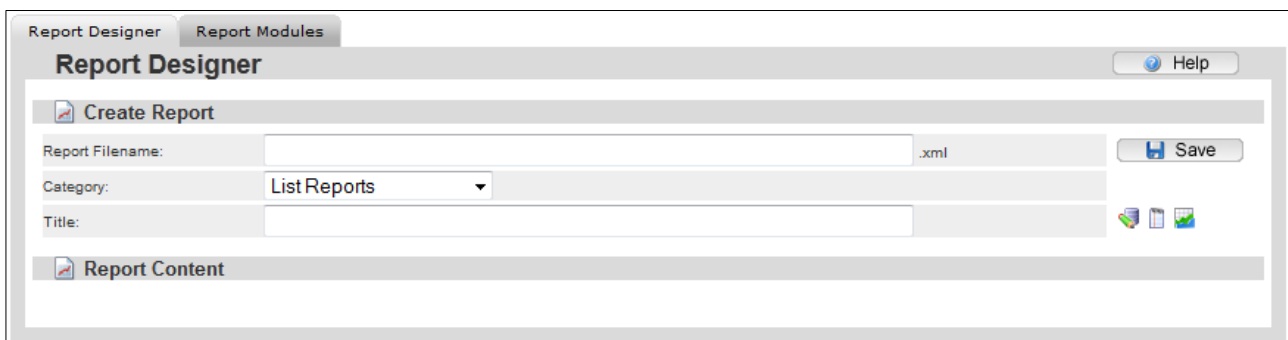 Report Designer Report Modules
Report Designer Help
Create Report
Report Filename: .xml Save
Category: List Reports
Title:
Report Content